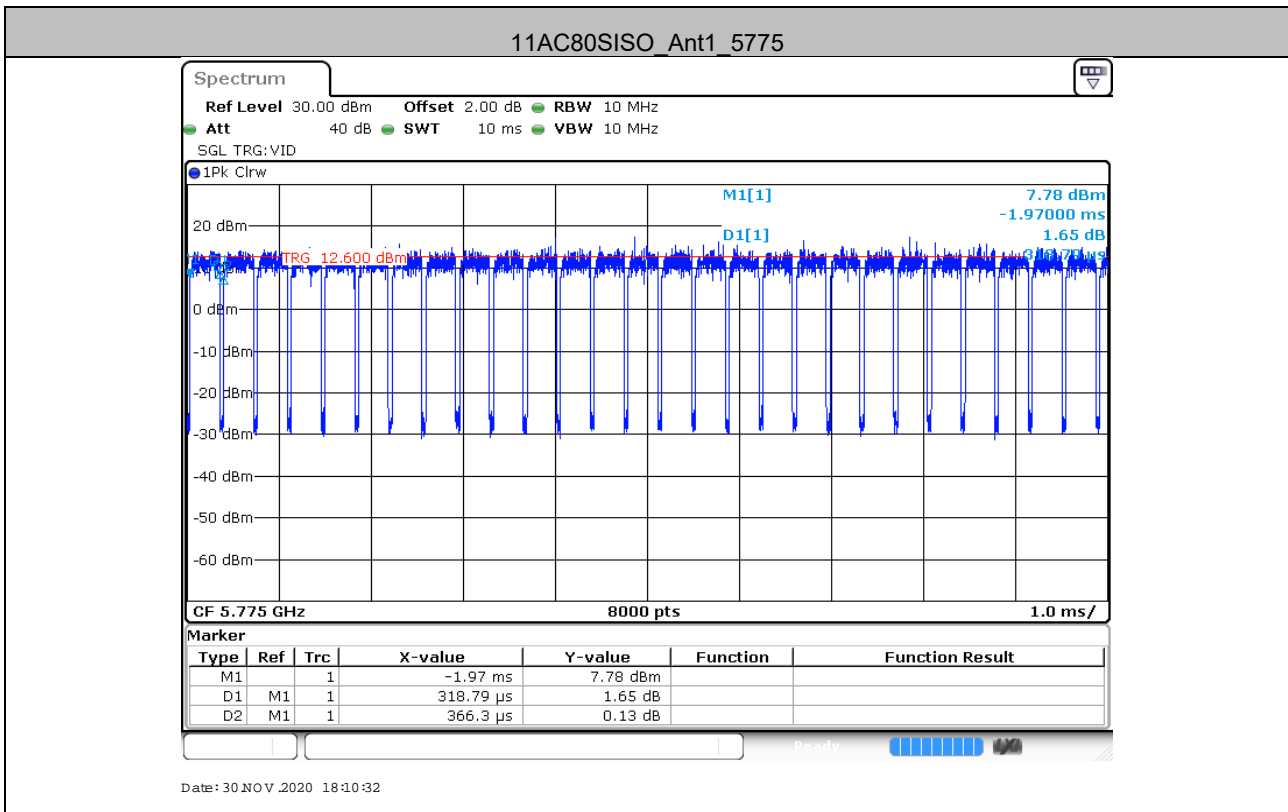 11AC80SISO_Ant1_5775
Spectrum
Ref Level 30.00 dBm Offset 2.00 dB RBW 10 MHz
Att 40 dB SWT 10 ms VBW 10 MHz
SGL TRG:VID
1Pk Clrw
M1[1] 7.78 dBm
-1.97000 ms
20 dBm
D1[1] 1.65 dB
TRG 12.600 dBm
318.79 µs
0 dBm
-10 dBm
-20 dBm
-30 dBm
-40 dBm
-50 dBm
-60 dBm
CF 5.775 GHz 8000 pts 1.0 ms/
Marker
Type Ref Trc X-value Y-value Function Function Result
M1 1 -1.97 ms 7.78 dBm
D1 M1 1 318.79 µs 1.65 dB
D2 M1 1 366.3 µs 0.13 dB
Ready
Date: 30.NOV.2020 18:10:32